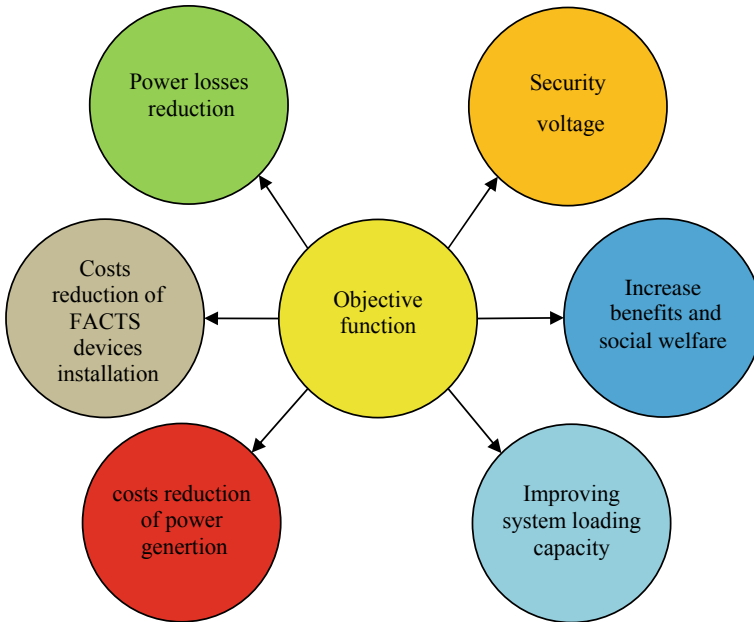 Power losses
reduction
Security
voltage
Costs
reduction of
FACTS
devices
installation
Objective
function
Increase
benefits and
social welfare
costs reduction
of power
genertion
Improving
system loading
capacity